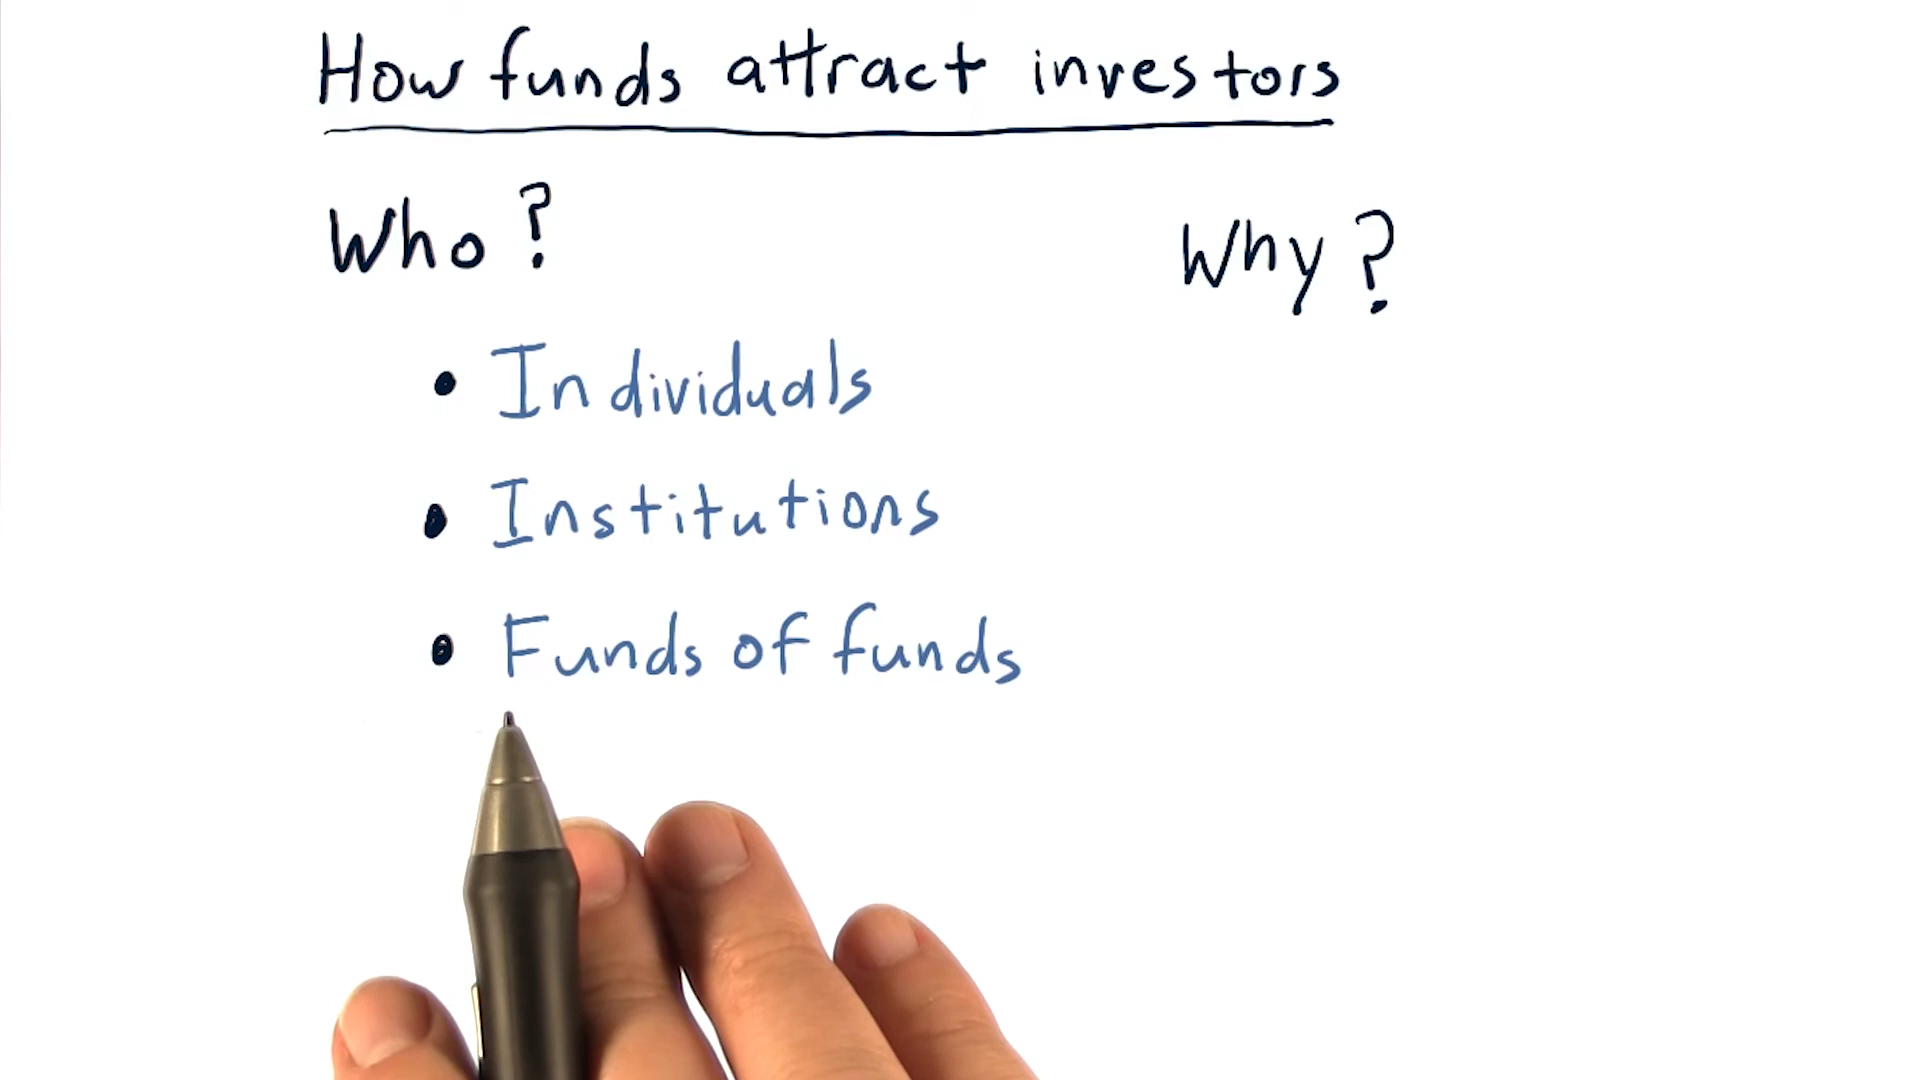 How funds attract investors
Who?
Why?
• Individuals
• Institutions
• Funds of funds